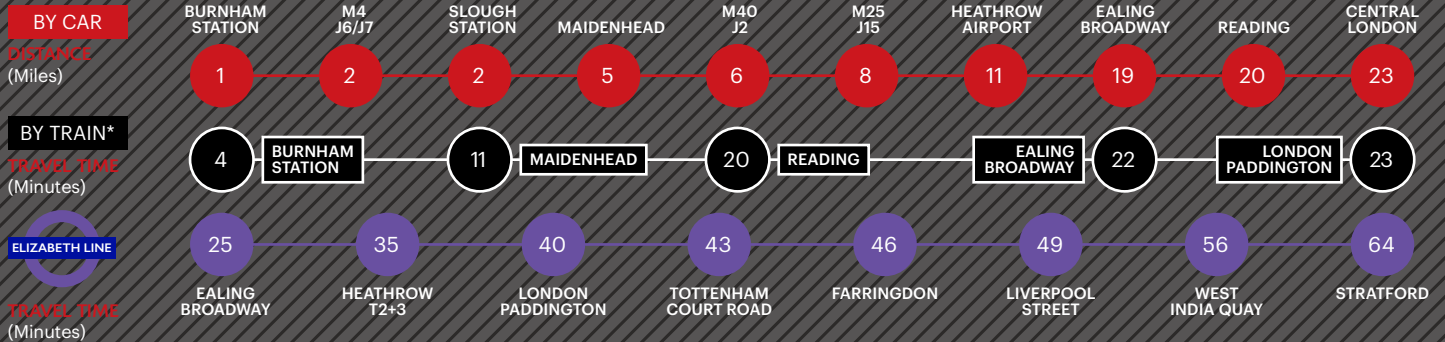 BY CAR
DISTANCE
(Miles)
BURNHAM
STATION
M4
J6/J7
SLOUGH
STATION
MAIDENHEAD
M40
J2
M25
J15
HEATHROW
AIRPORT
EALING
BROADWAY
READING
CENTRAL
LONDON
1
2
2
5
6
8
11
19
20
23
BY TRAIN*
TRAVEL TIME
(Minutes)
4
BURNHAM
STATION
11
MAIDENHEAD
20
READING
EALING
BROADWAY
22
LONDON
PADDINGTON
23
ELIZABETH LINE
TRAVEL TIME
(Minutes)
25
35
40
43
46
49
56
64
EALING
BROADWAY
HEATHROW
T2+3
LONDON
PADDINGTON
TOTTENHAM
COURT ROAD
FARRINGDON
LIVERPOOL
STREET
WEST
INDIA QUAY
STRATFORD